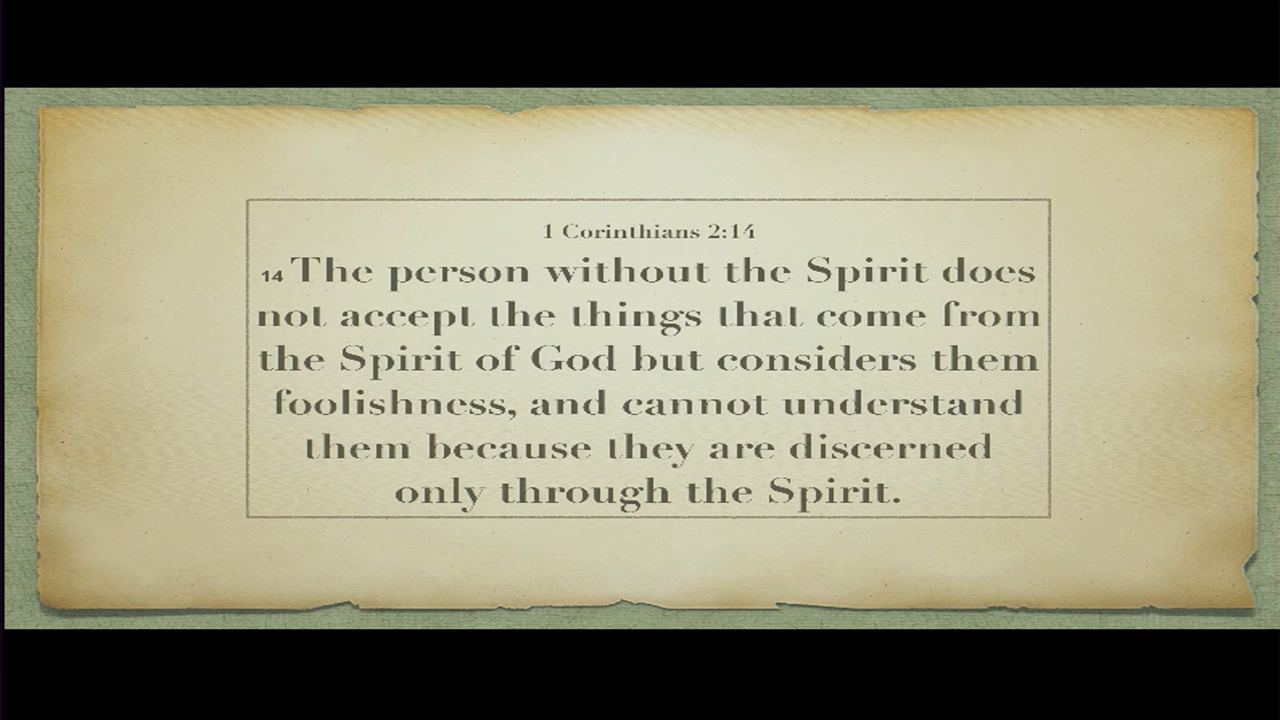 1 Corinthians 2:14
14 The person without the Spirit does
not accept the things that come from
the Spirit of God but considers them
foolishness, and cannot understand
them because they are discerned
only through the Spirit.